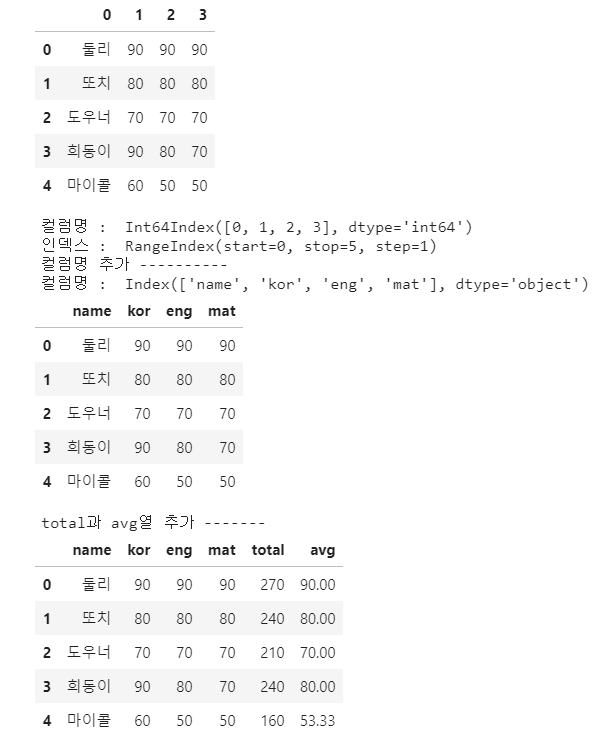 0 1 2 3
0 둘리 90 90 90
1 또치 80 80 80
2 도우너 70 70 70
3 희동이 90 80 70
4 마이콜 60 50 50
컬럼명 :  Int64Index([0, 1, 2, 3], dtype='int64')
인덱스 :  RangeIndex(start=0, stop=5, step=1)
컬럼명 추가 ----------
컬럼명 :  Index(['name', 'kor', 'eng', 'mat'], dtype='object')
name kor eng mat
0 둘리 90 90 90
1 또치 80 80 80
2 도우너 70 70 70
3 희동이 90 80 70
4 마이콜 60 50 50
total과 avg열 추가 -------
name kor eng mat total avg
0 둘리 90 90 90 270 90.00
1 또치 80 80 80 240 80.00
2 도우너 70 70 70 210 70.00
3 희동이 90 80 70 240 80.00
4 마이콜 60 50 50 160 53.33